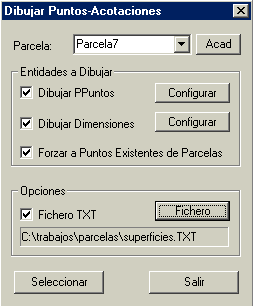 Dibujar Puntos-Acotaciones
Parcela: Parcela7 Acad
Entidades a Dibujar
Dibujar PPuntos Configurar
Dibujar Dimensiones Configurar
Forzar a Puntos Existentes de Parcelas
Opciones
Fichero TXT Fichero
C:\trabajos\parcelas\superficies.TXT
Seleccionar Salir